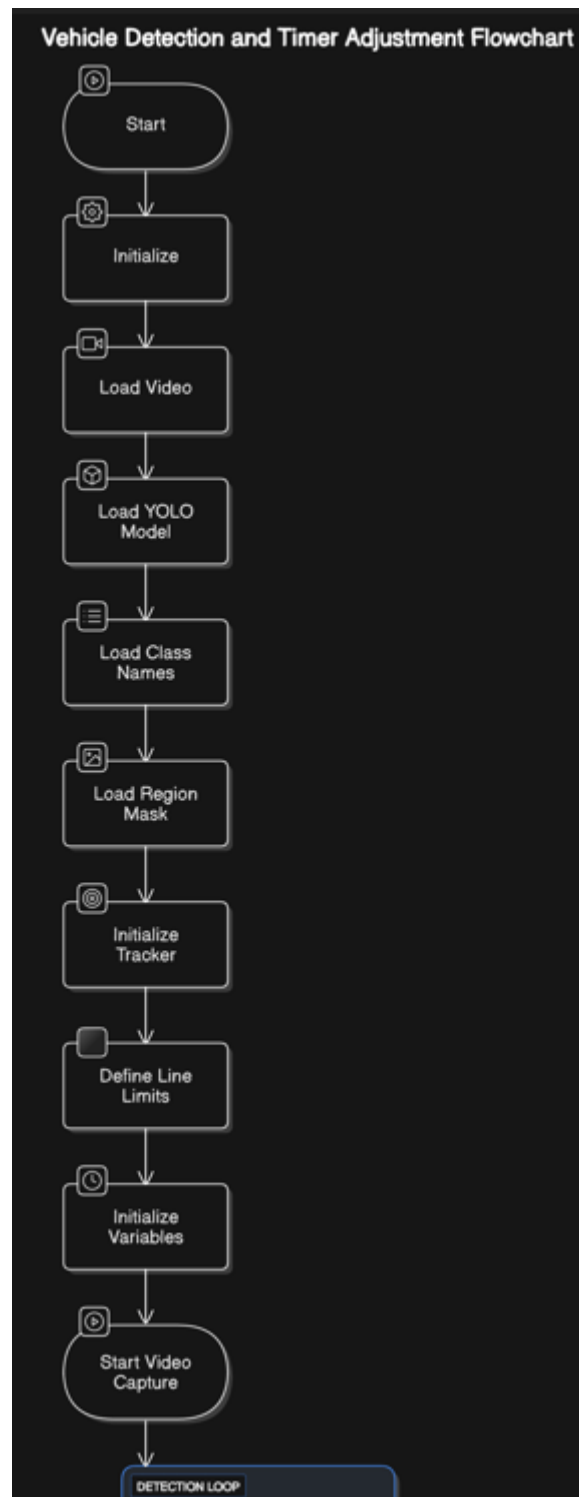 Vehicle Detection and Timer Adjustment Flowchart
Start
Initialize
Load Video
Load YOLO
Model
Load Class
Names
Load Region
Mask
Initialize
Tracker
Define Line
Limits
Initialize
Variables
Start Video
Capture
DETECTION LOOP